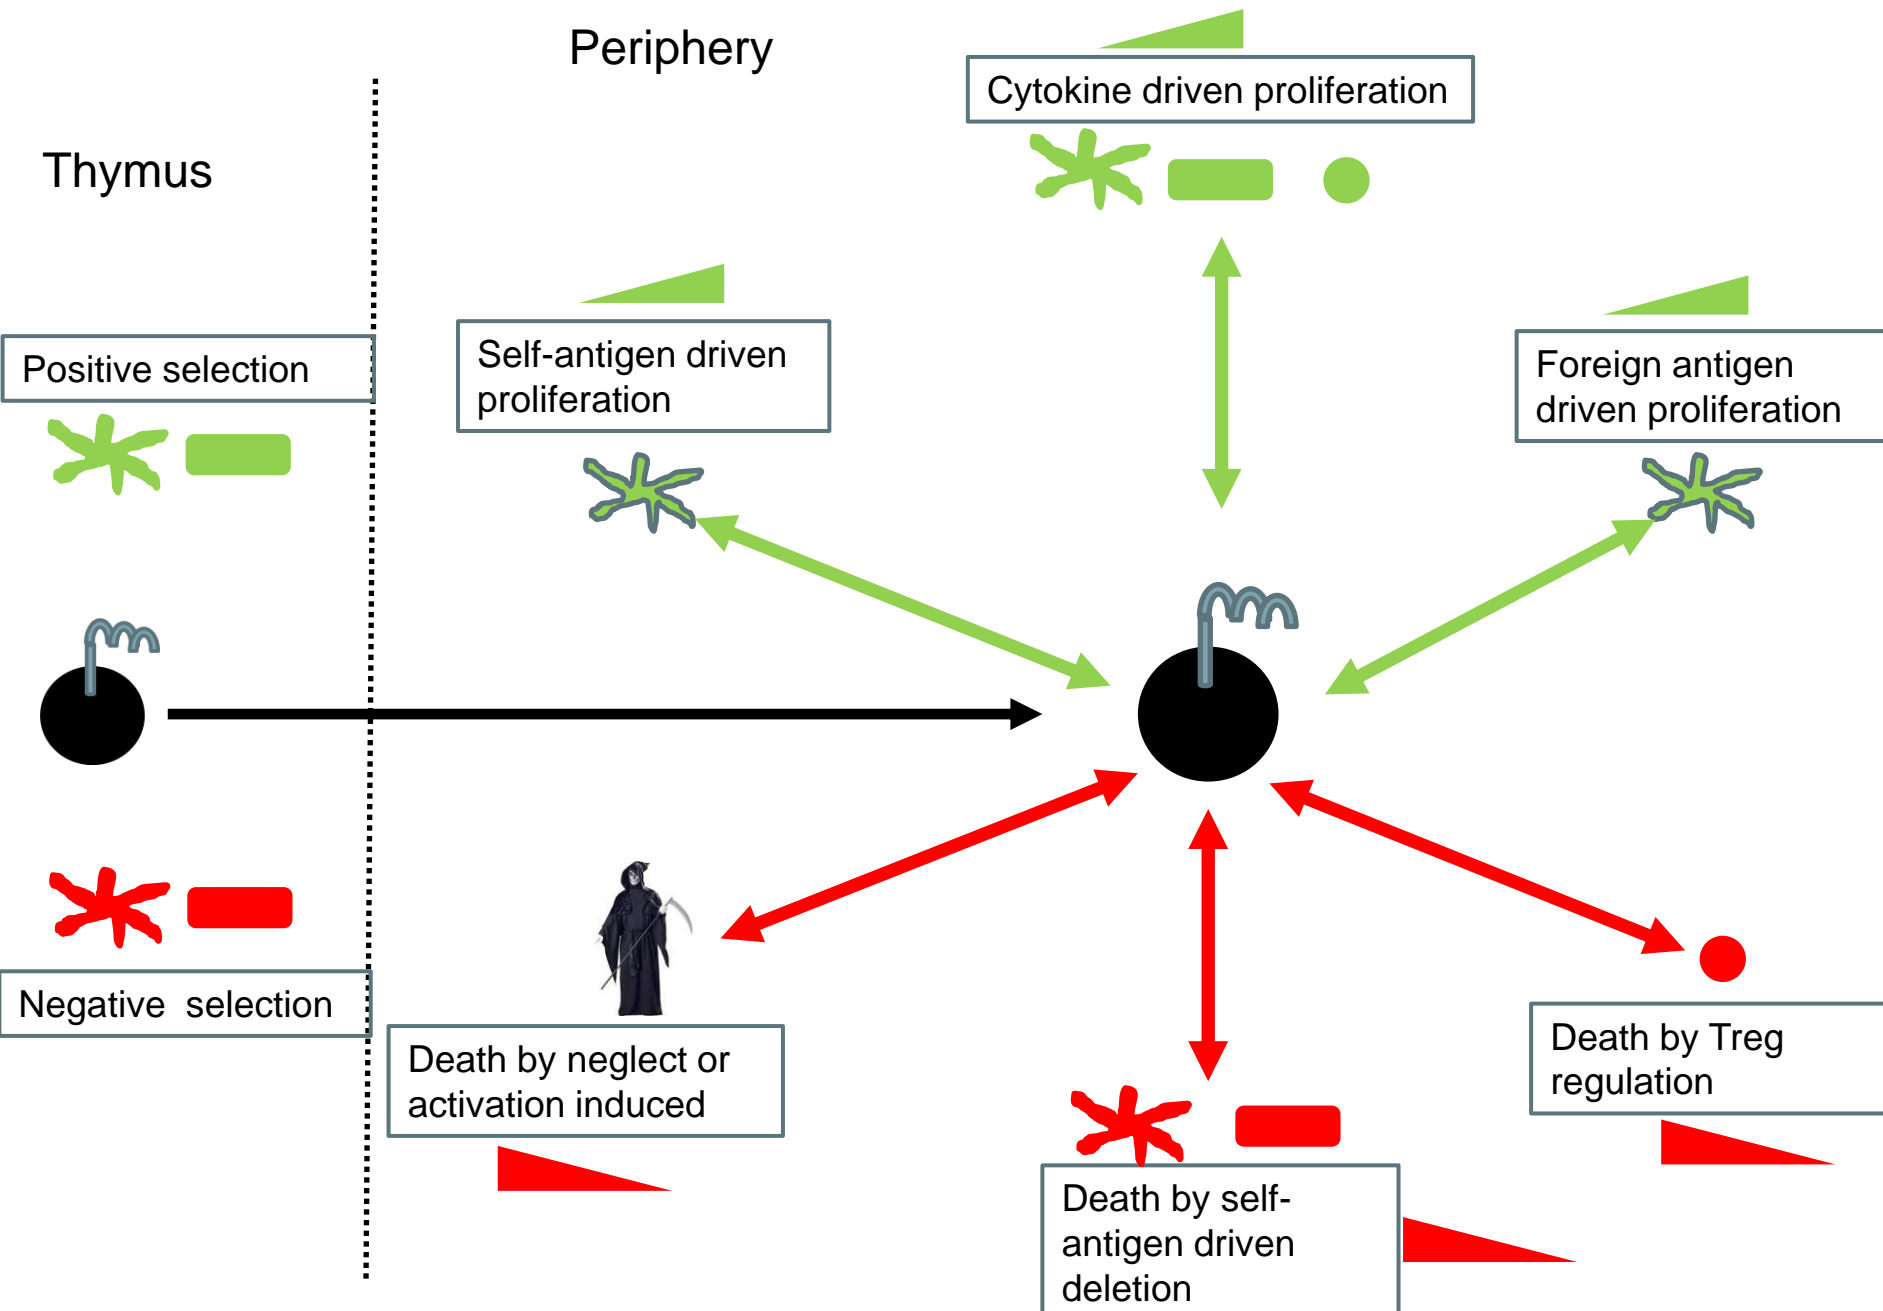 Periphery
Cytokine driven proliferation
Thymus
Positive selection
Self-antigen driven
proliferation
Foreign antigen
driven proliferation
Negative selection
Death by neglect or
activation induced
Death by Treg
regulation
Death by self-
antigen driven
deletion